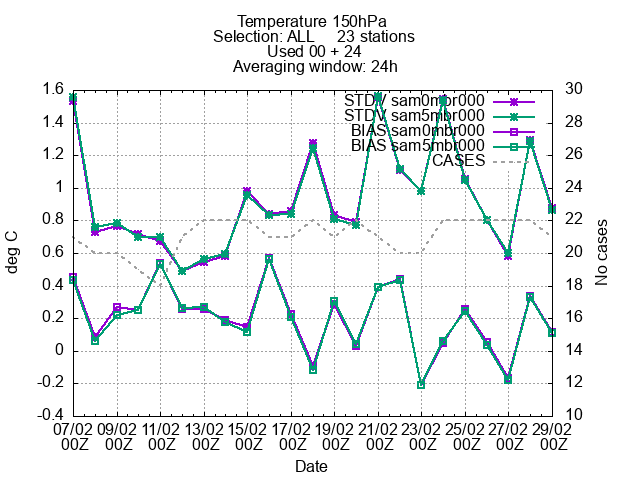 Temperature 150hPa
Selection: ALL 23 stations
Used 00 + 24
Averaging window: 24h
1.6
1.4
1.2
1
0.8
0.6
0.4
0.2
0
-0.2
-0.4
deg C
30
28
26
24
22
20
18
16
14
12
10
No cases
STDV sam0mbr000
STDV sam5mbr000
BIAS sam0mbr000
BIAS sam5mbr000
CASES
07/02 09/02 11/02 13/02 15/02 17/02 19/02 21/02 23/02 25/02 27/02 29/02
00Z 00Z 00Z 00Z 00Z 00Z 00Z 00Z 00Z 00Z 00Z 00Z
Date